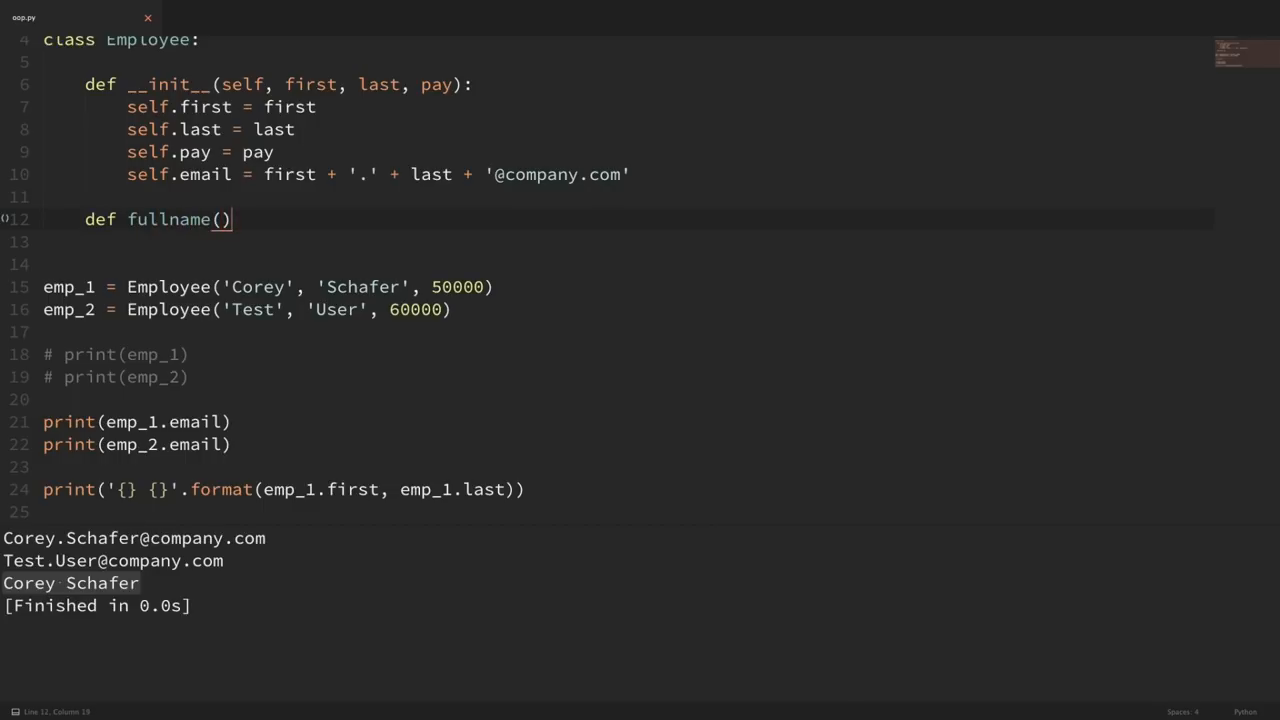 oop.py
4 class Employee:
5
6     def __init__(self, first, last, pay):
7         self.first = first
8         self.last = last
9         self.pay = pay
10         self.email = first + '.' + last + '@company.com'
11
12     def fullname()
13
14
15 emp_1 = Employee('Corey', 'Schafer', 50000)
16 emp_2 = Employee('Test', 'User', 60000)
17
18 # print(emp_1)
19 # print(emp_2)
20
21 print(emp_1.email)
22 print(emp_2.email)
23
24 print('{} {}'.format(emp_1.first, emp_1.last))
25
Corey.Schafer@company.com
Test.User@company.com
Corey Schafer
[Finished in 0.0s]
Line 12, Column 19 Spaces: 4 Python